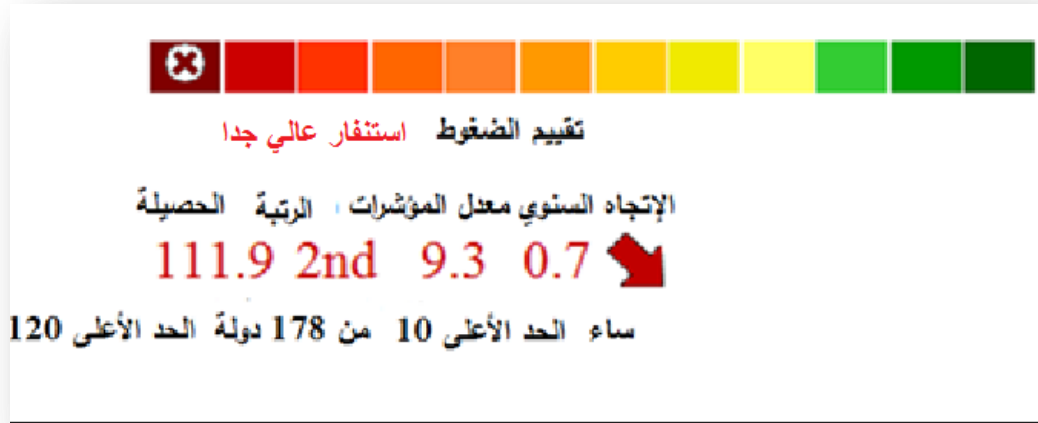 تقييم الضغوط استنفار عالي جدا
الإتجاه السنوي معدل المؤشرات الرتبة الحصيلة
0.7 9.3 2nd 111.9
ساء الحد الأعلى 10 من 178 دولة الحد الأعلى 120